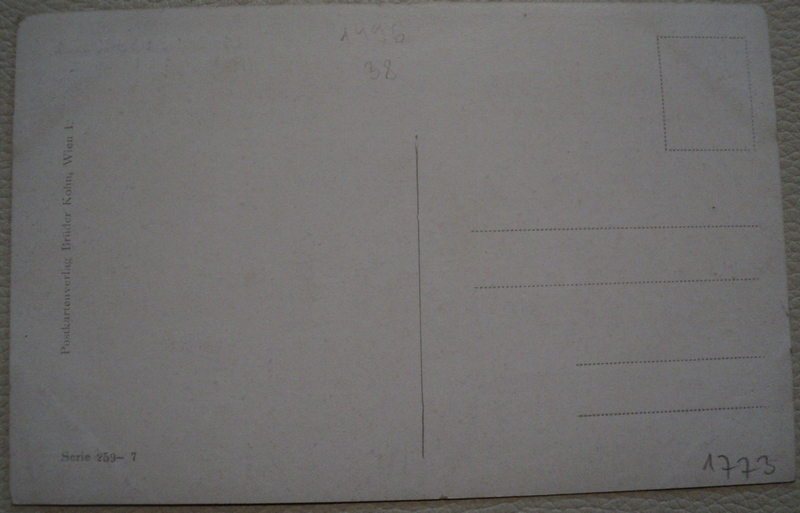 32
Postkartenverlag Brüder Kohn, Wien I.
Serie 259–7
1773